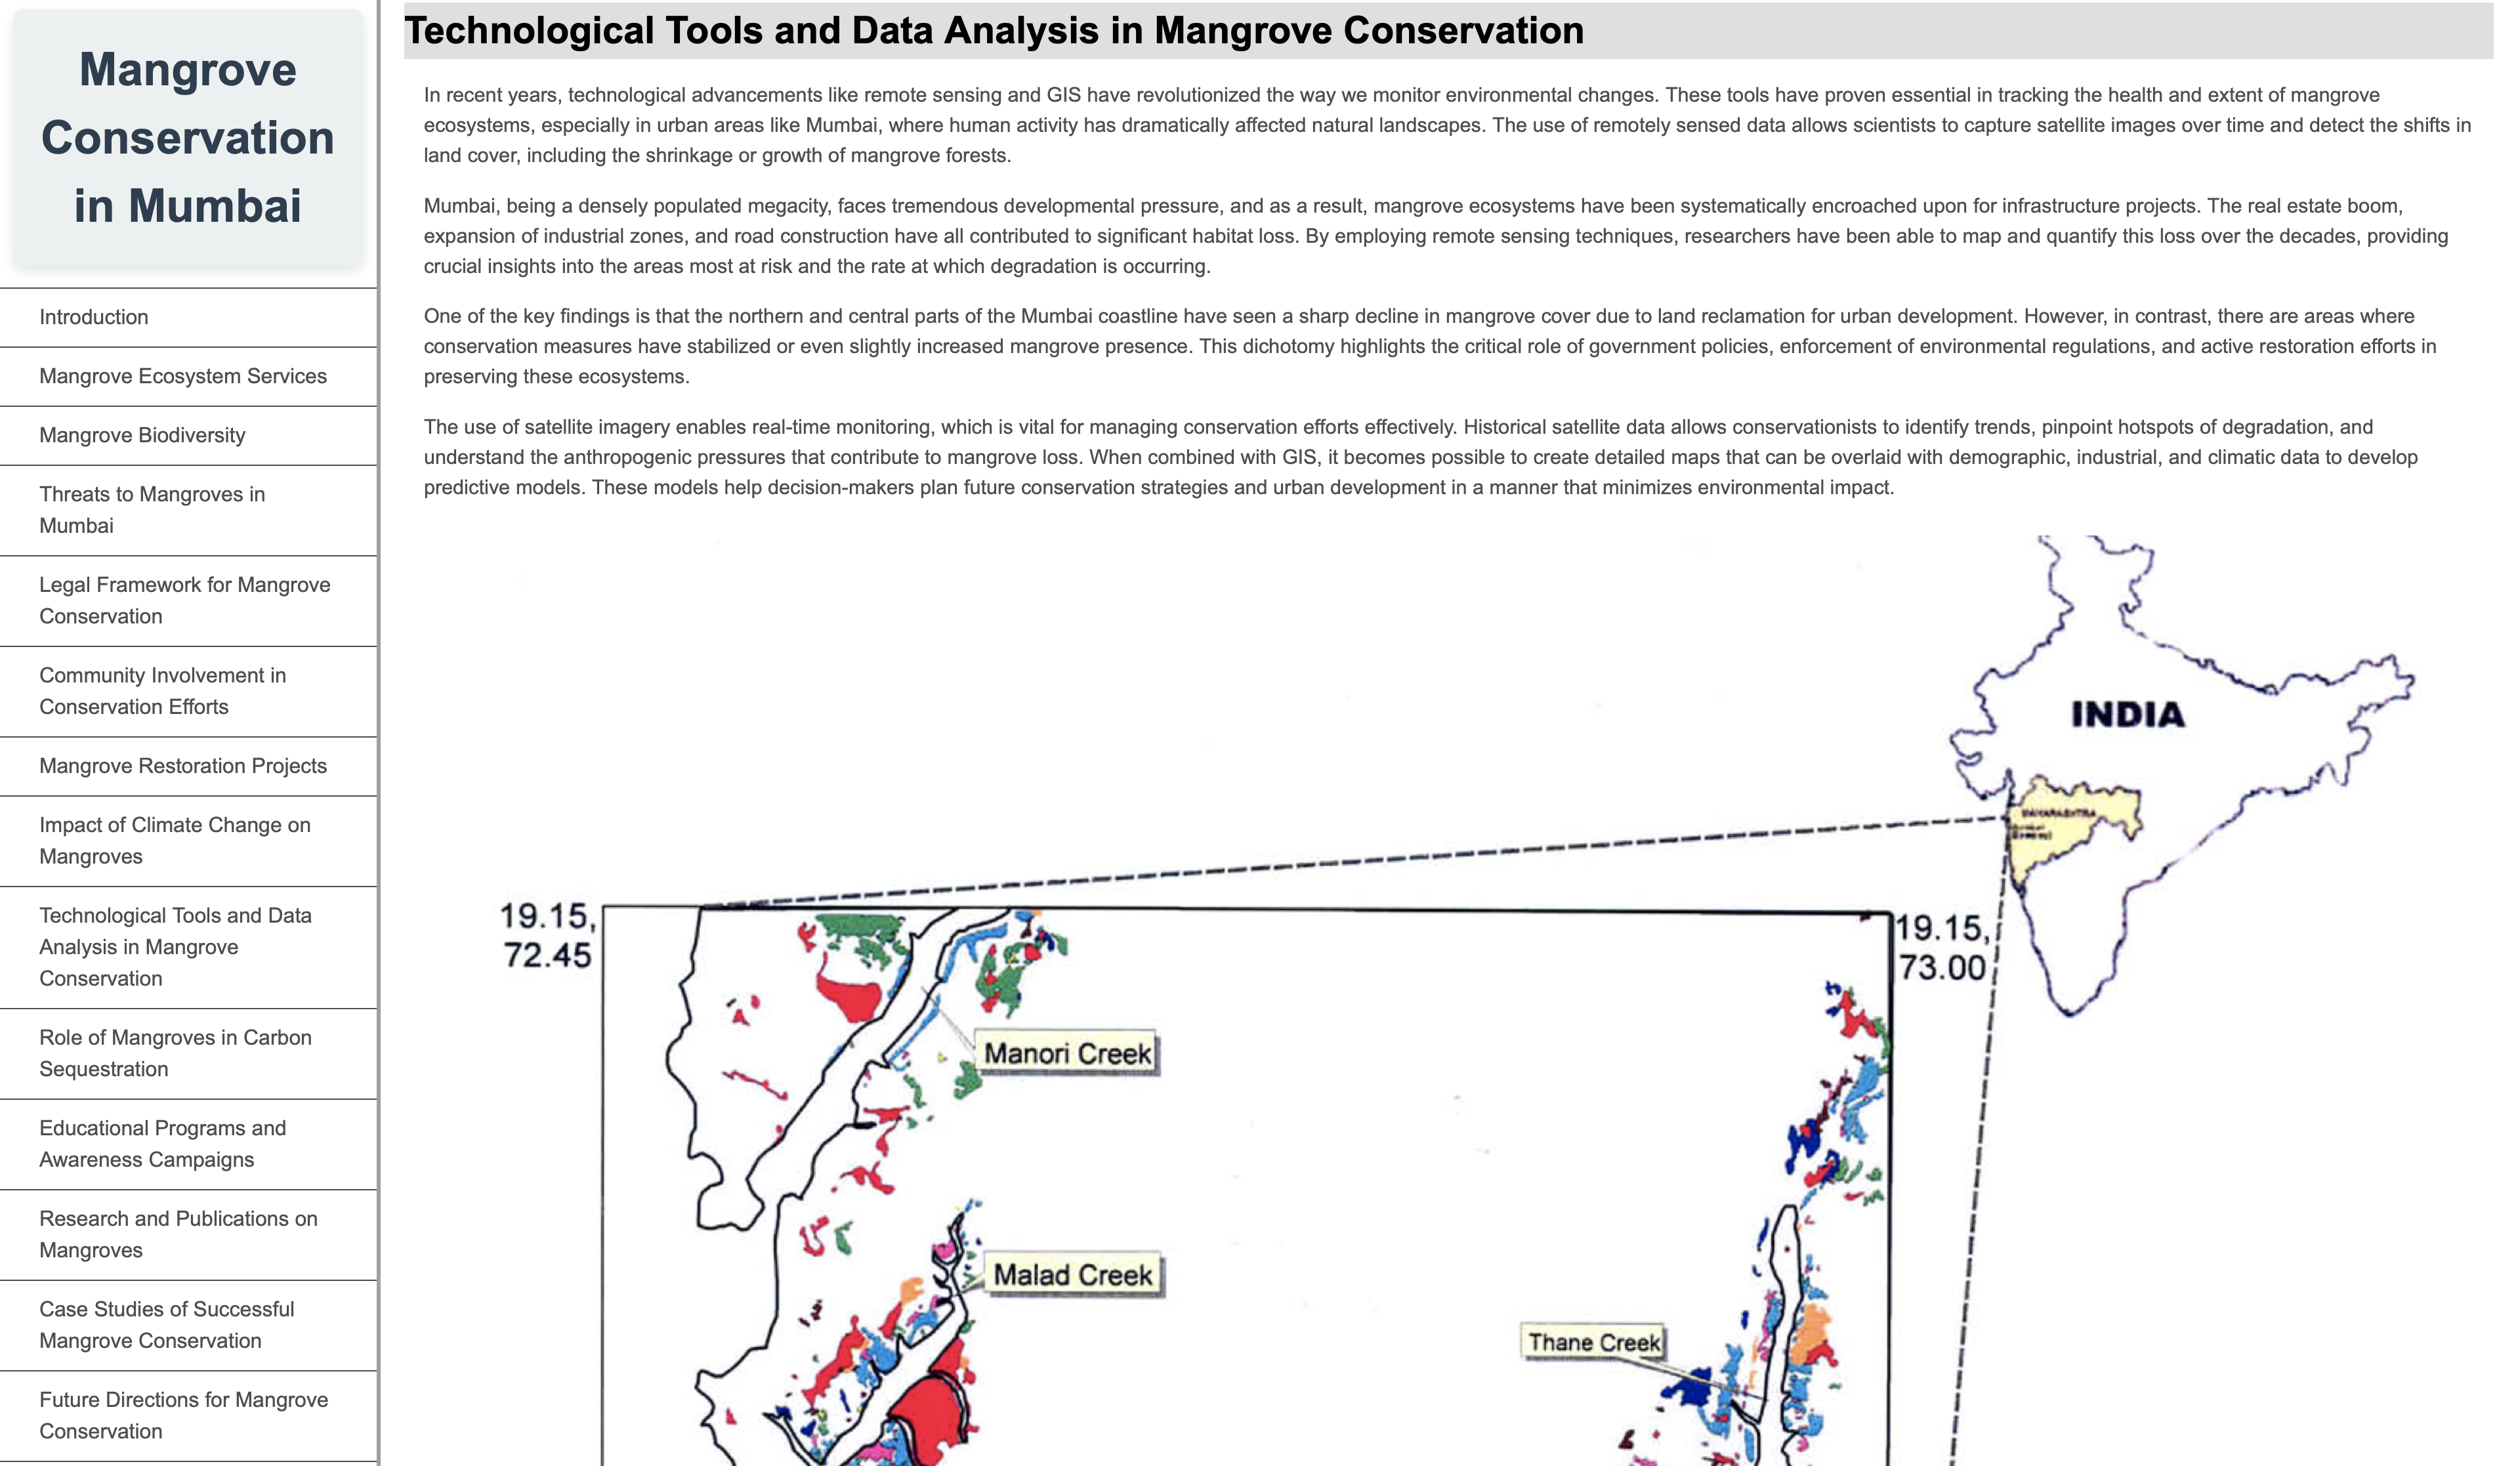 Mangrove
Conservation
in Mumbai
Introduction
Mangrove Ecosystem Services
Mangrove Biodiversity
Threats to Mangroves in
Mumbai
Legal Framework for Mangrove
Conservation
Community Involvement in
Conservation Efforts
Mangrove Restoration Projects
Impact of Climate Change on
Mangroves
Technological Tools and Data
Analysis in Mangrove
Conservation
Role of Mangroves in Carbon
Sequestration
Educational Programs and
Awareness Campaigns
Research and Publications on
Mangroves
Case Studies of Successful
Mangrove Conservation
Future Directions for Mangrove
Conservation
Technological Tools and Data Analysis in Mangrove Conservation
In recent years, technological advancements like remote sensing and GIS have revolutionized the way we monitor environmental changes. These tools have proven essential in tracking the health and extent of mangrove
ecosystems, especially in urban areas like Mumbai, where human activity has dramatically affected natural landscapes. The use of remotely sensed data allows scientists to capture satellite images over time and detect the shifts in
land cover, including the shrinkage or growth of mangrove forests.
Mumbai, being a densely populated megacity, faces tremendous developmental pressure, and as a result, mangrove ecosystems have been systematically encroached upon for infrastructure projects. The real estate boom,
expansion of industrial zones, and road construction have all contributed to significant habitat loss. By employing remote sensing techniques, researchers have been able to map and quantify this loss over the decades, providing
crucial insights into the areas most at risk and the rate at which degradation is occurring.
One of the key findings is that the northern and central parts of the Mumbai coastline have seen a sharp decline in mangrove cover due to land reclamation for urban development. However, in contrast, there are areas where
conservation measures have stabilized or even slightly increased mangrove presence. This dichotomy highlights the critical role of government policies, enforcement of environmental regulations, and active restoration efforts in
preserving these ecosystems.
The use of satellite imagery enables real-time monitoring, which is vital for managing conservation efforts effectively. Historical satellite data allows conservationists to identify trends, pinpoint hotspots of degradation, and
understand the anthropogenic pressures that contribute to mangrove loss. When combined with GIS, it becomes possible to create detailed maps that can be overlaid with demographic, industrial, and climatic data to develop
predictive models. These models help decision-makers plan future conservation strategies and urban development in a manner that minimizes environmental impact.
INDIA
MAHARASHTRA
19.15,
72.45
19.15,
73.00
Manori Creek
Malad Creek
Thane Creek